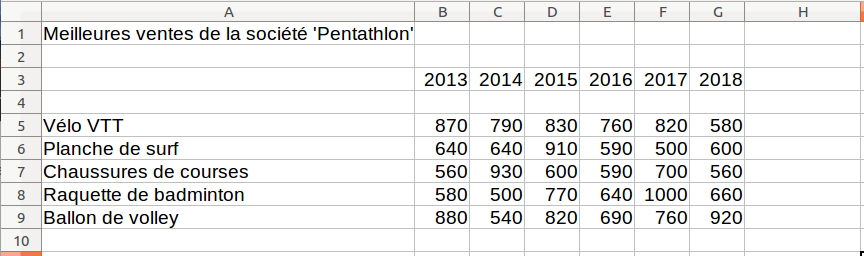 A B C D E F G H
1 Meilleures ventes de la société 'Pentathlon'
2
3 2013 2014 2015 2016 2017 2018
4
5 Vélo VTT 870 790 830 760 820 580
6 Planche de surf 640 640 910 590 500 600
7 Chaussures de courses 560 930 600 590 700 560
8 Raquette de badminton 580 500 770 640 1000 660
9 Ballon de volley 880 540 820 690 760 920
10